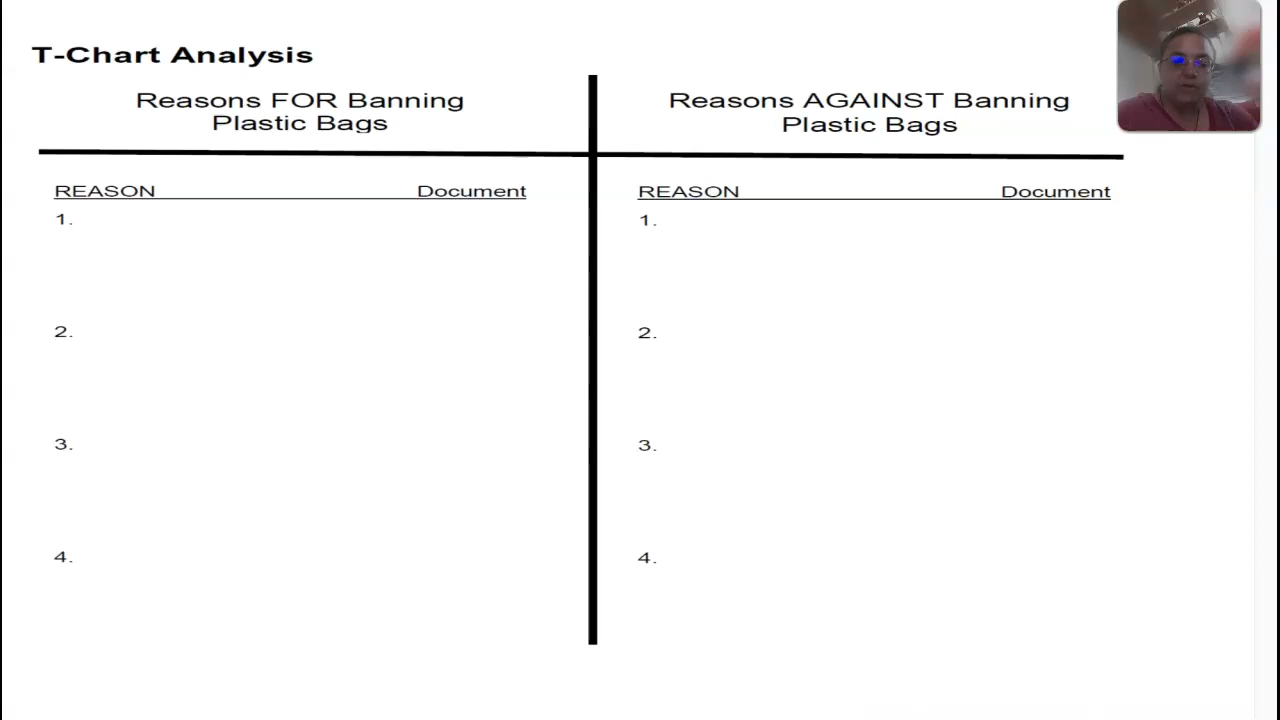 T-Chart Analysis
Reasons FOR Banning
Plastic Bags
REASON Document
1.
2.
3.
4.
Reasons AGAINST Banning
Plastic Bags
REASON Document
1.
2.
3.
4.